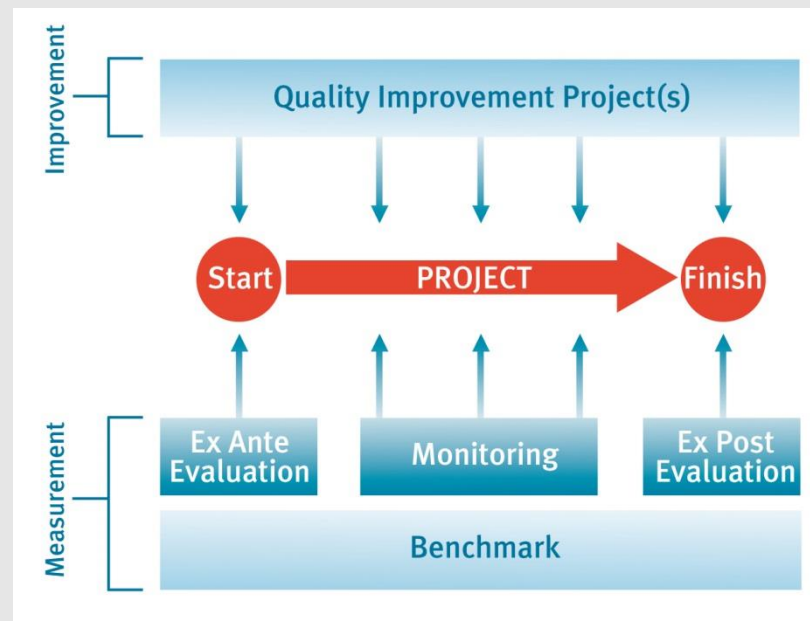 Improvement
Quality Improvement Project(s)
Start
PROJECT
Finish
Measurement
Ex Ante
Evaluation
Monitoring
Ex Post
Evaluation
Benchmark